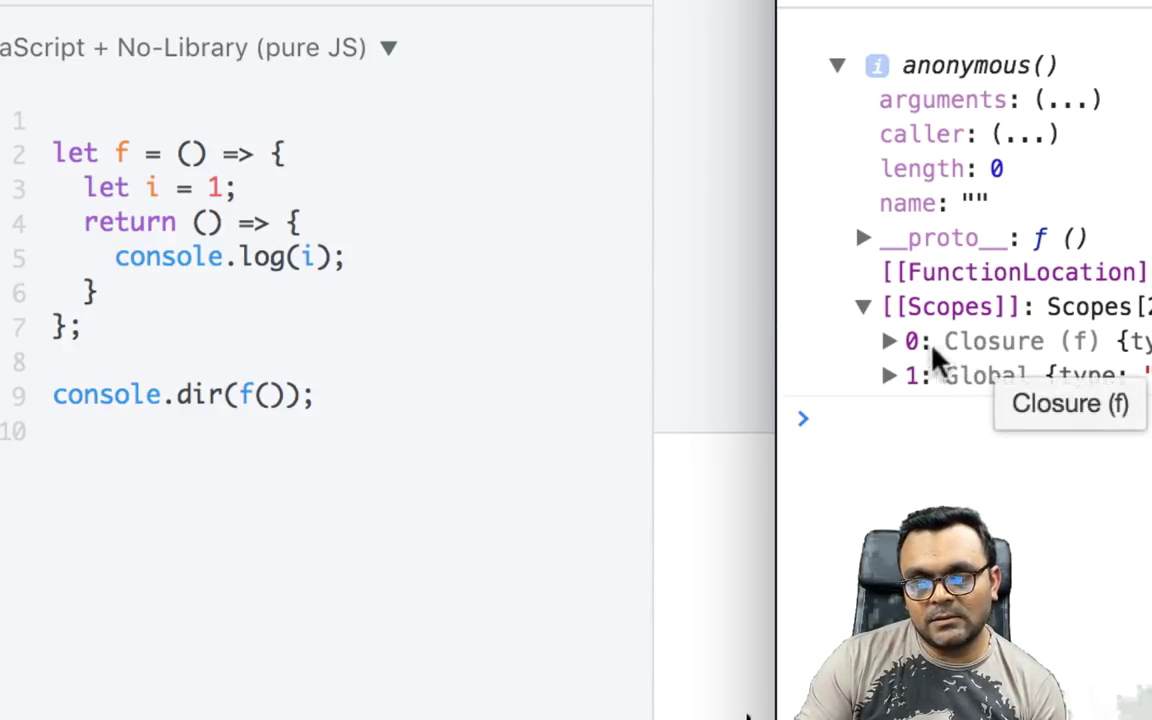 aScript + No-Library (pure JS) ▼
1
2 let f = () => {
3 let i = 1;
4 return () => {
5 console.log(i);
6 }
7 };
8
9 console.dir(f());
10
▼ i anonymous()
arguments: (...)
caller: (...)
length: 0
name: ""
▶ __proto__: f ()
[[FunctionLocation]
▼ [[Scopes]]: Scopes[2
▶ 0: Closure (f) {ty
▶ 1: Global {type: "
Closure (f)
>